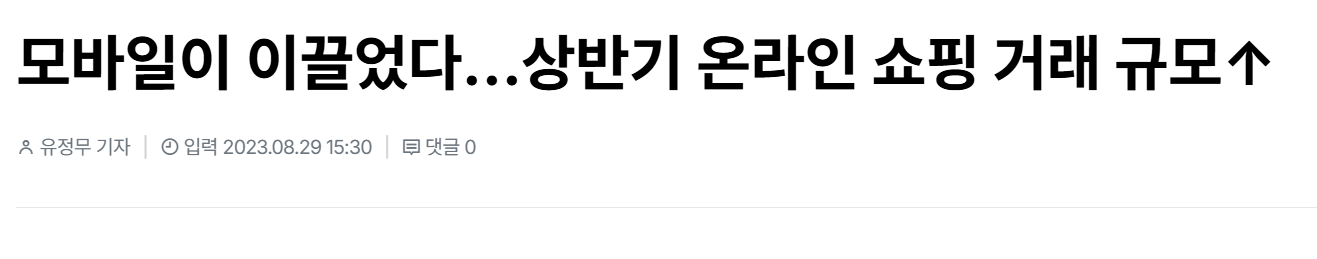 모바일이 이끌었다…상반기 온라인 쇼핑 거래 규모↑
유정무 기자 | 입력 2023.08.29 15:30 | 댓글 0